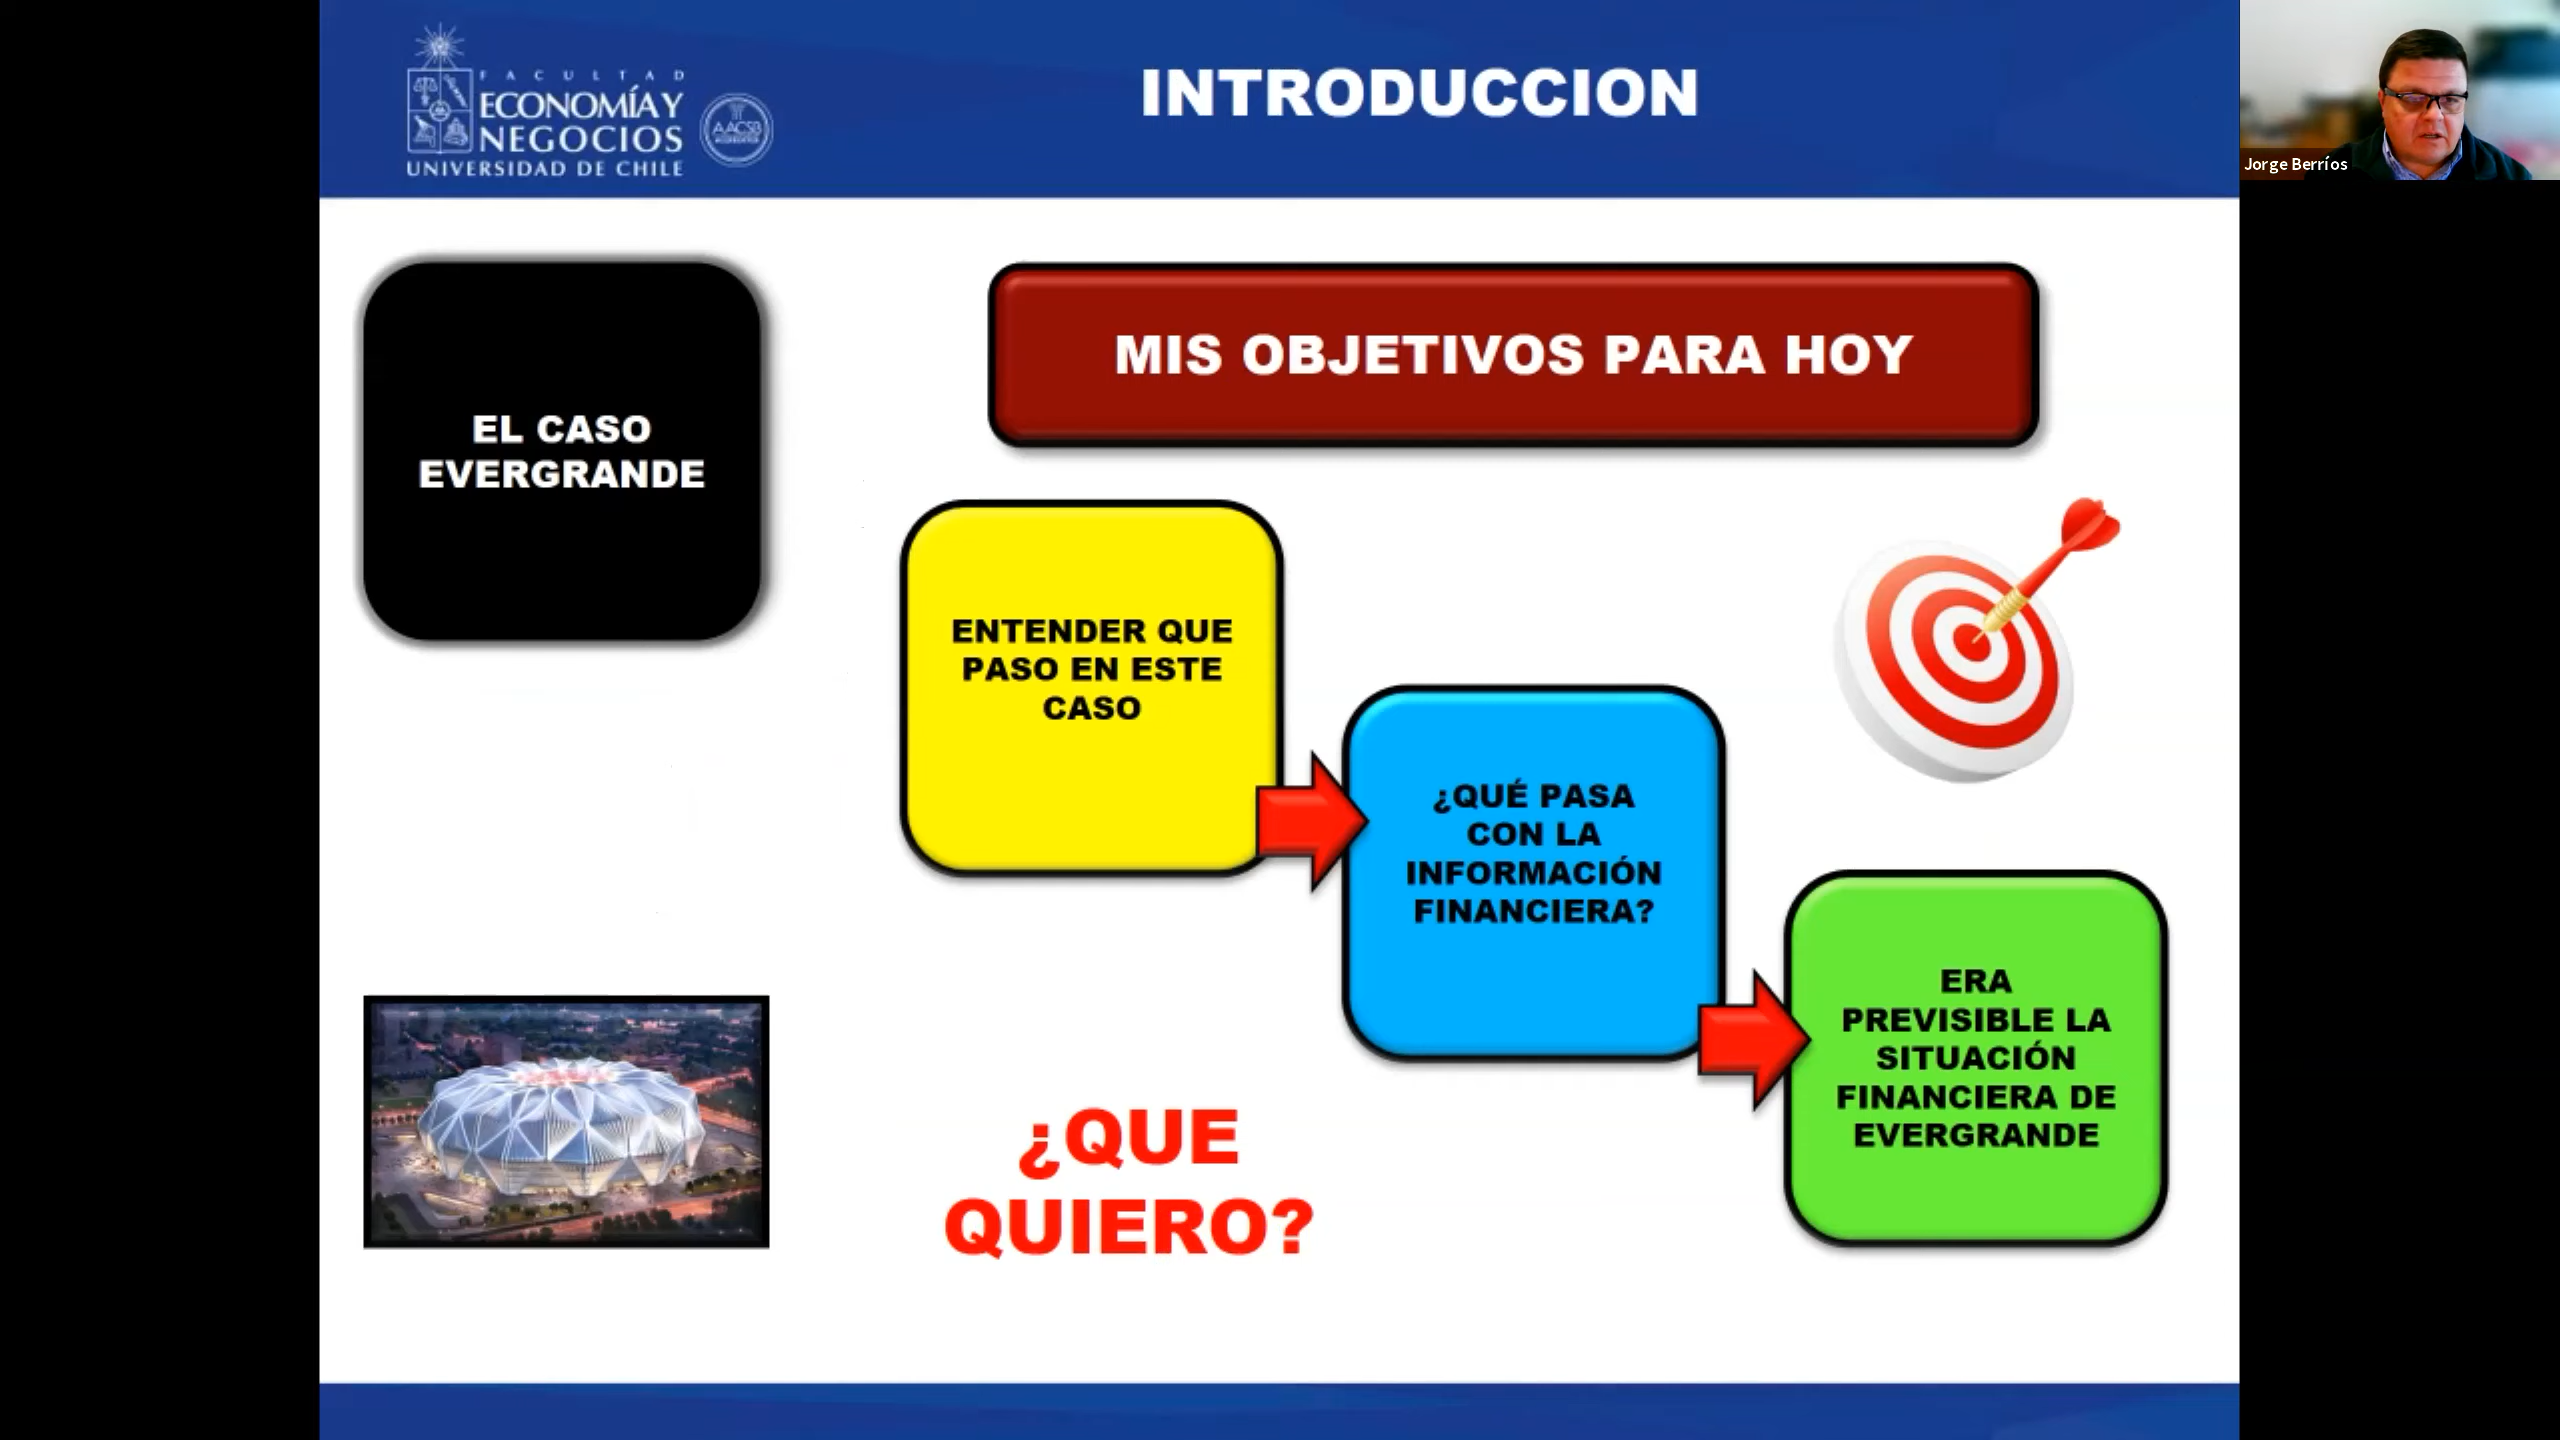 FACULTAD
ECONOMÍA Y
NEGOCIOS
UNIVERSIDAD DE CHILE
AACSB
INTRODUCCION
Jorge Berríos
EL CASO
EVERGRANDE
MIS OBJETIVOS PARA HOY
ENTENDER QUE
PASO EN ESTE
CASO
¿QUÉ PASA
CON LA
INFORMACIÓN
FINANCIERA?
ERA
PREVISIBLE LA
SITUACIÓN
FINANCIERA DE
EVERGRANDE
¿QUE
QUIERO?